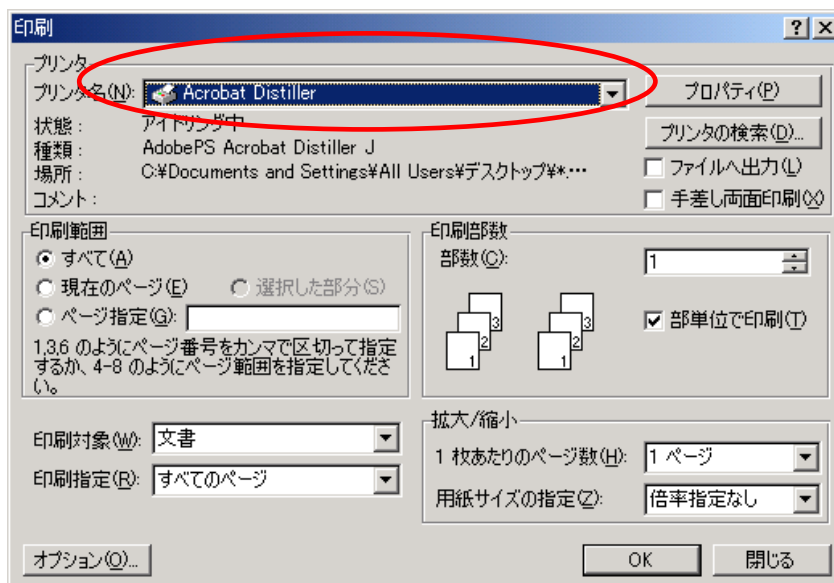 印刷
プリンタ
プリンタ名(N): Acrobat Distiller プロパティ(P)
状態: アイドリング中 プリンタの検索(D)...
種類: AdobePS Acrobat Distiller J
場所: C:¥Documents and Settings¥All Users¥デスクトップ¥*.… ファイルへ出力(L)
コメント: 手差し両面印刷(X)
印刷範囲
すべて(A)
現在のページ(E) 選択した部分(S)
ページ指定(G):
1,3,6 のようにページ番号をカンマで区切って指定
するか、4-8 のようにページ範囲を指定してくださ
い。
印刷部数
部数(C): 1
1 2 3 1 2 3 部単位で印刷(T)
印刷対象(W): 文書
印刷指定(R): すべてのページ
拡大/縮小
1 枚あたりのページ数(H): 1 ページ
用紙サイズの指定(Z): 倍率指定なし
オプション(O)... OK 閉じる